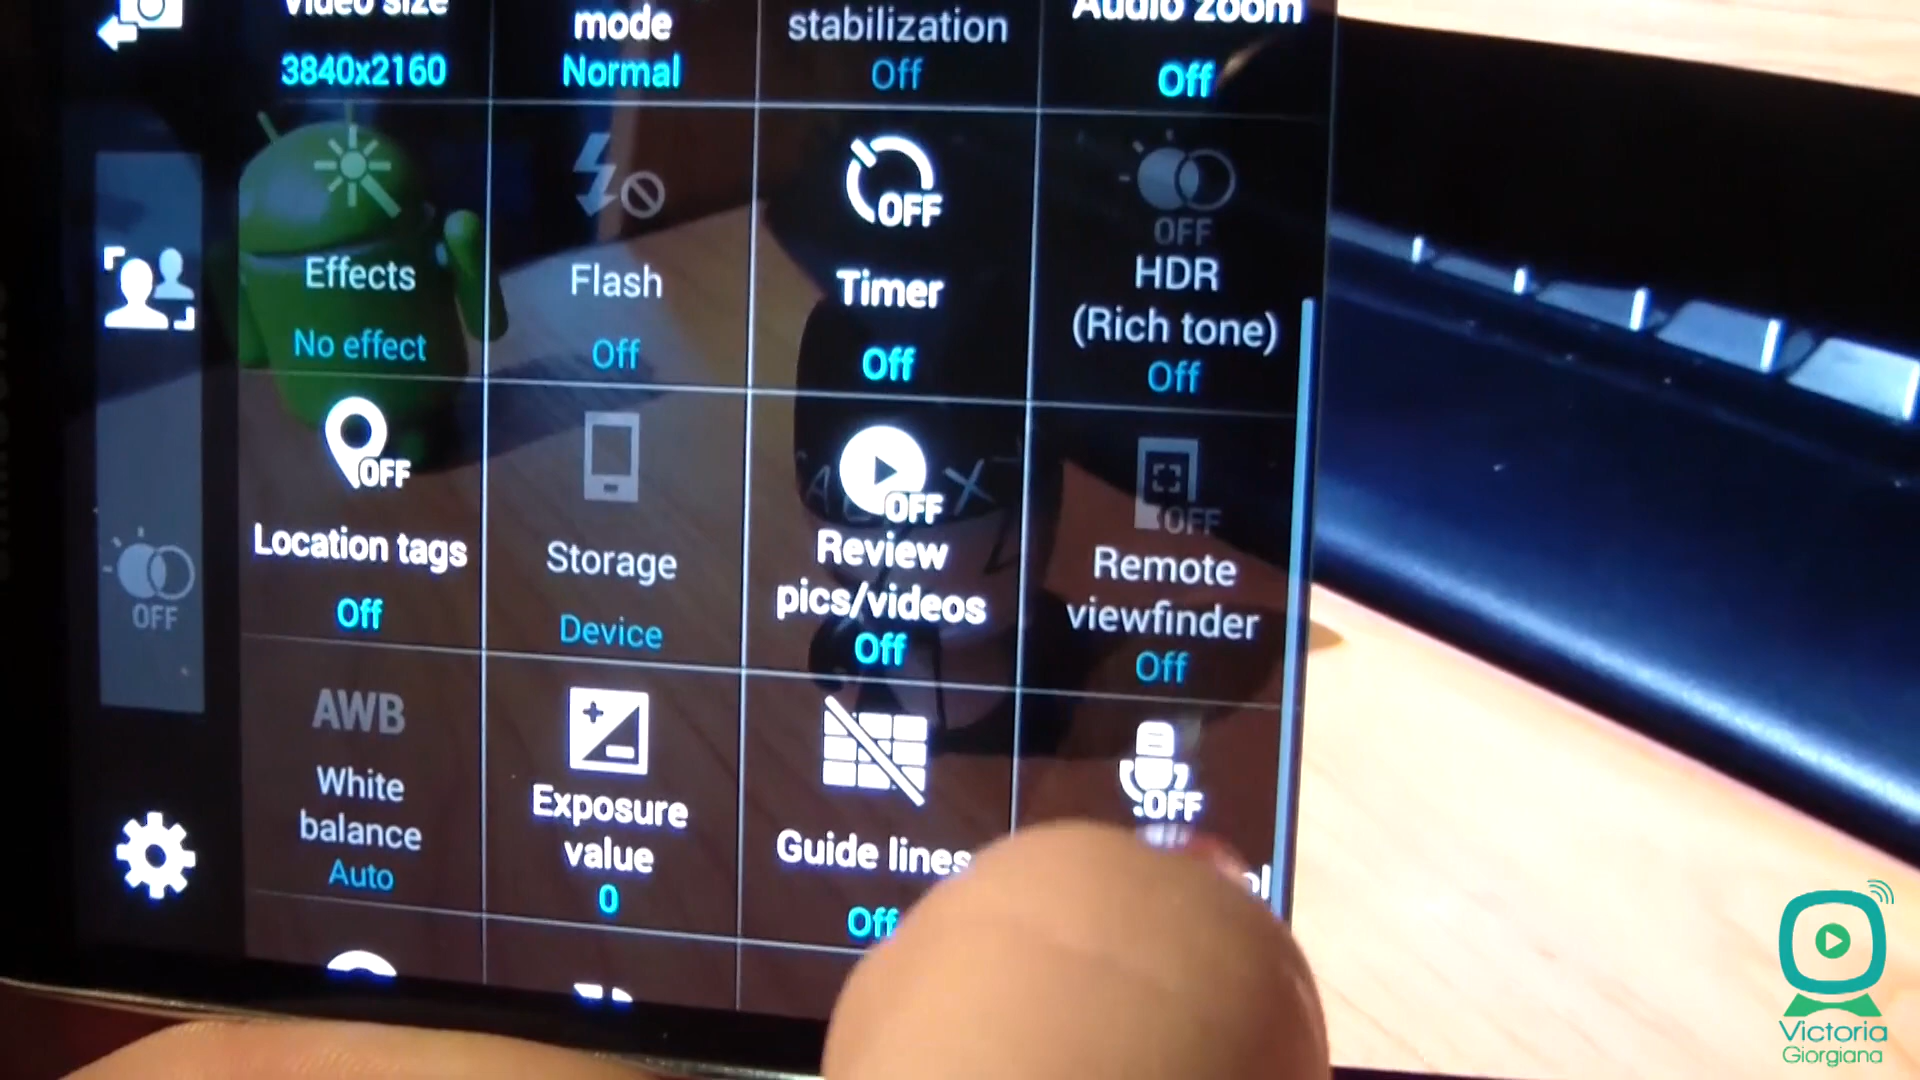 Video size
3840x2160
mode
Normal
stabilization
Off
Audio zoom
Off
Effects
No effect
Flash
Off
OFF
Timer
Off
OFF
HDR
(Rich tone)
Off
OFF
Location tags
Off
Storage
Device
OFF
Review
pics/videos
Off
OFF
Remote
viewfinder
Off
OFF
AWB
White
balance
Auto
Exposure
value
0
Guide lines
Off
OFF
Victoria
Giorgiana